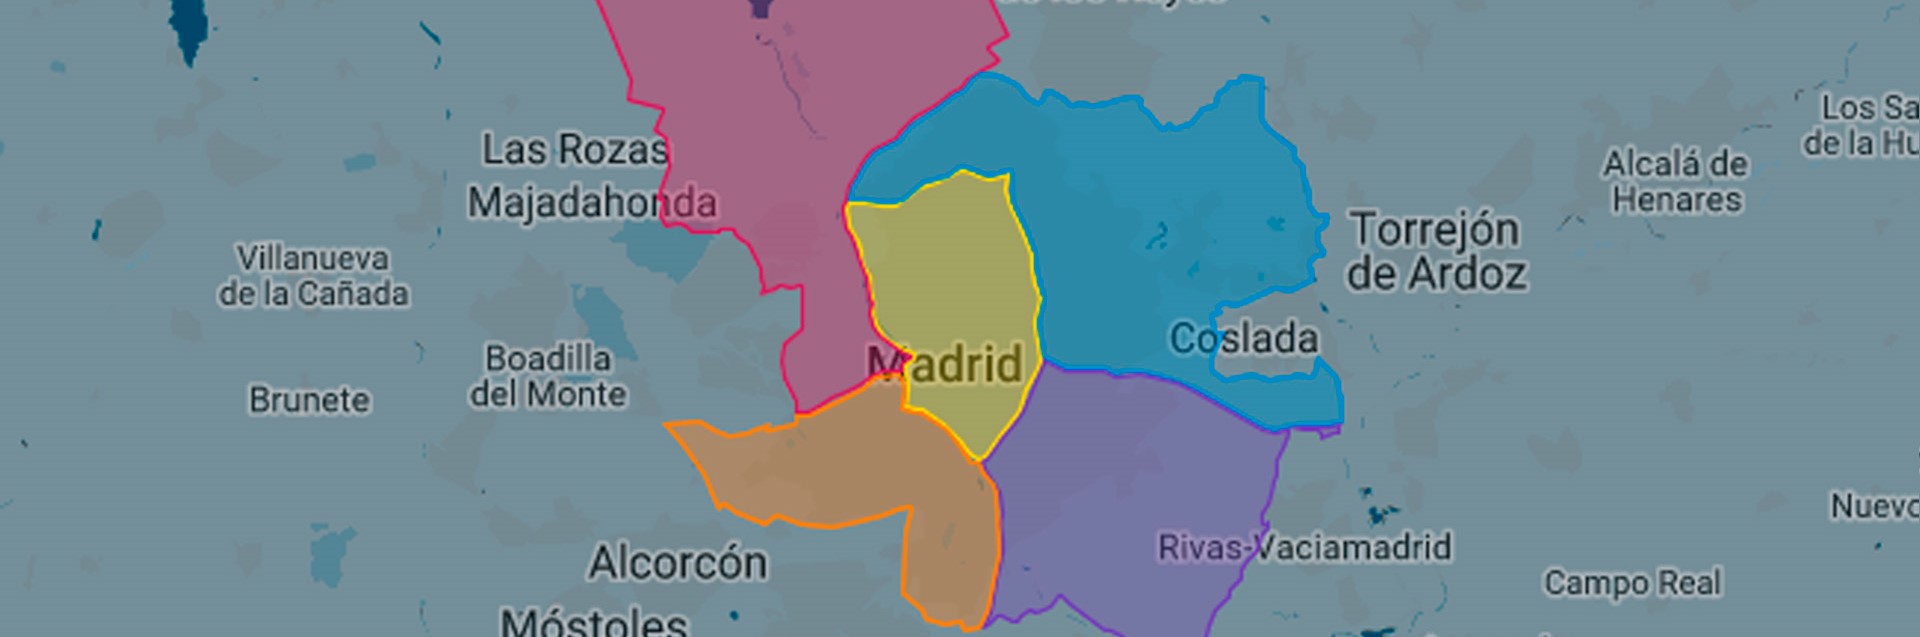 Las Rozas
Majadahonda
Villanueva
de la Cañada
Boadilla
del Monte
Brunete
Madrid
Coslada
Torrejón
de Ardoz
Alcalá de
Henares
Los Sa
de la Hu
Alcorcón
Móstoles
Rivas-Vaciamadrid
Campo Real
Nuevo